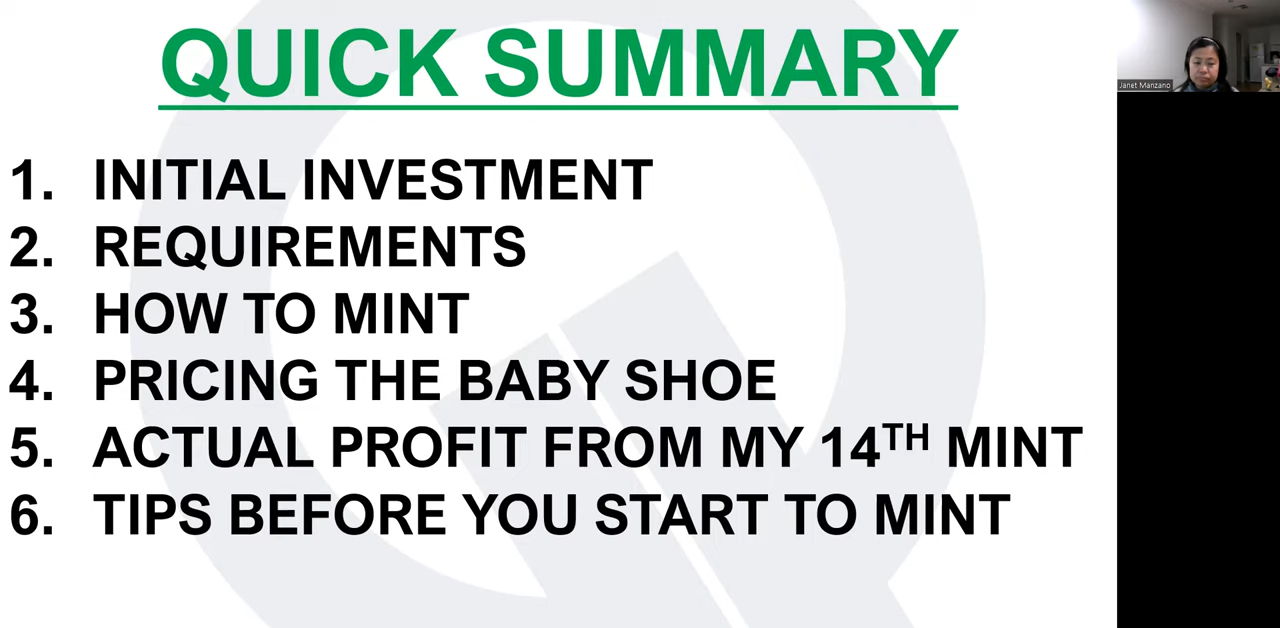 QUICK SUMMARY
1. INITIAL INVESTMENT
2. REQUIREMENTS
3. HOW TO MINT
4. PRICING THE BABY SHOE
5. ACTUAL PROFIT FROM MY 14TH MINT
6. TIPS BEFORE YOU START TO MINT
Janet Manzano